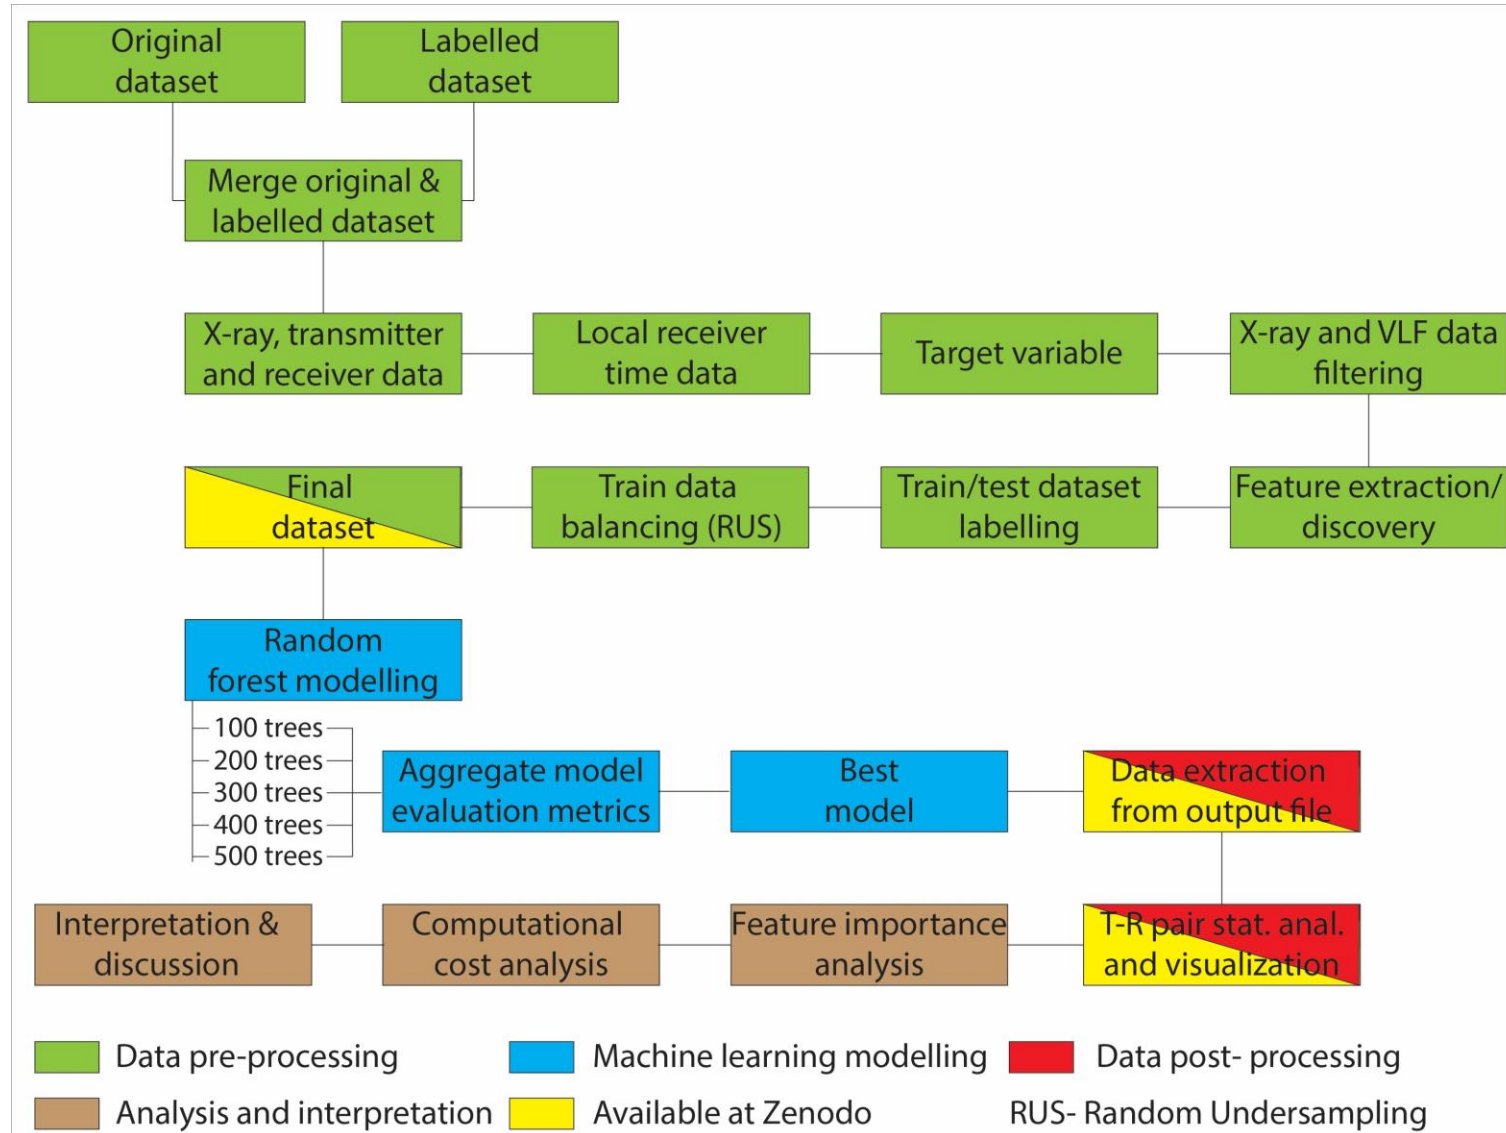 Original
dataset
Labelled
dataset
Merge original &
labelled dataset
X-ray, transmitter
and receiver data
Local receiver
time data
Target variable
X-ray and VLF data
filtering
Final
dataset
Train data
balancing (RUS)
Train/test dataset
labelling
Feature extraction/
discovery
Random
forest modelling
100 trees
200 trees
300 trees
400 trees
500 trees
Aggregate model
evaluation metrics
Best
model
Data extraction
from output file
Interpretation &
discussion
Computational
cost analysis
Feature importance
analysis
T-R pair stat. anal.
and visualization
Data pre-processing
Machine learning modelling
Data post- processing
Analysis and interpretation
Available at Zenodo
RUS- Random Undersampling